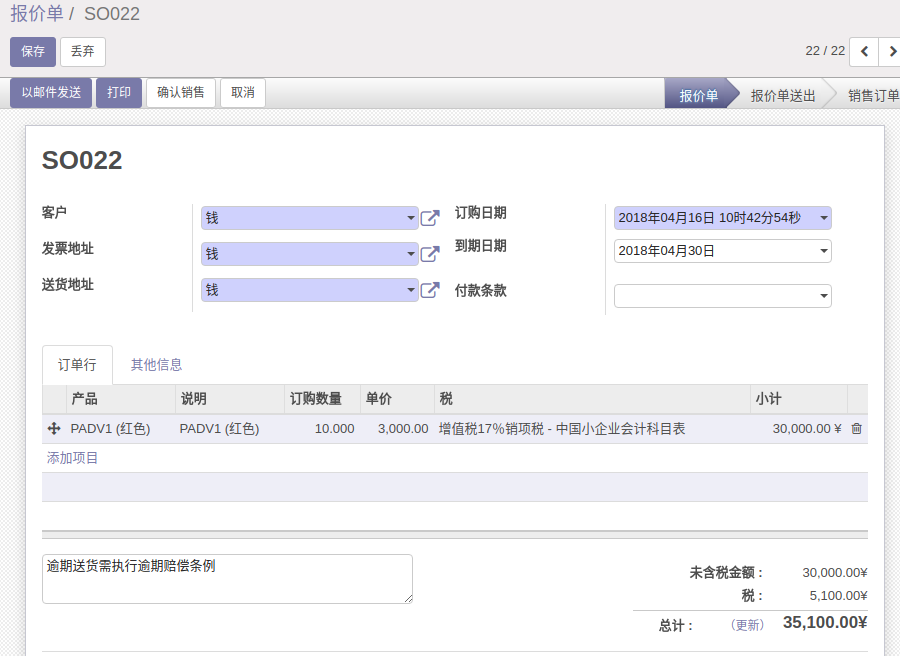 报价单 / SO022
保存 丢弃 22 / 22
以邮件发送 打印 确认销售 取消 报价单 报价单送出 销售订单
SO022
客户 钱 订购日期 2018年04月16日 10时42分54秒
发票地址 钱 到期日期 2018年04月30日
送货地址 钱 付款条款
订单行 其他信息
产品 说明 订购数量 单价 税 小计
PADV1 (红色) PADV1 (红色) 10.000 3,000.00 增值税17%销项税 - 中国小企业会计科目表 30,000.00 ¥
添加项目
逾期送货需执行逾期赔偿条例
未含税金额 : 30,000.00¥
税 : 5,100.00¥
总计 : （更新） 35,100.00¥